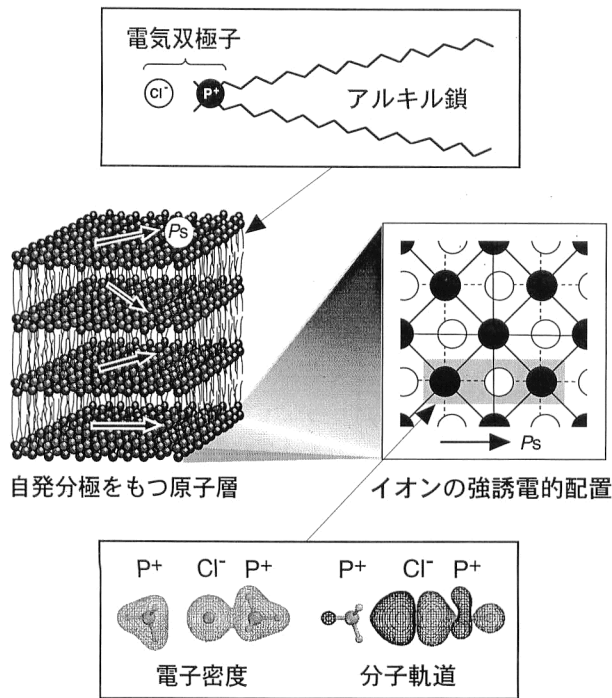 電気双極子
Cl⁻ P⁺ アルキル鎖
Ps
自発分極をもつ原子層
Ps
イオンの強誘電的配置
P⁺ Cl⁻ P⁺ P⁺ Cl⁻ P⁺
電子密度 分子軌道